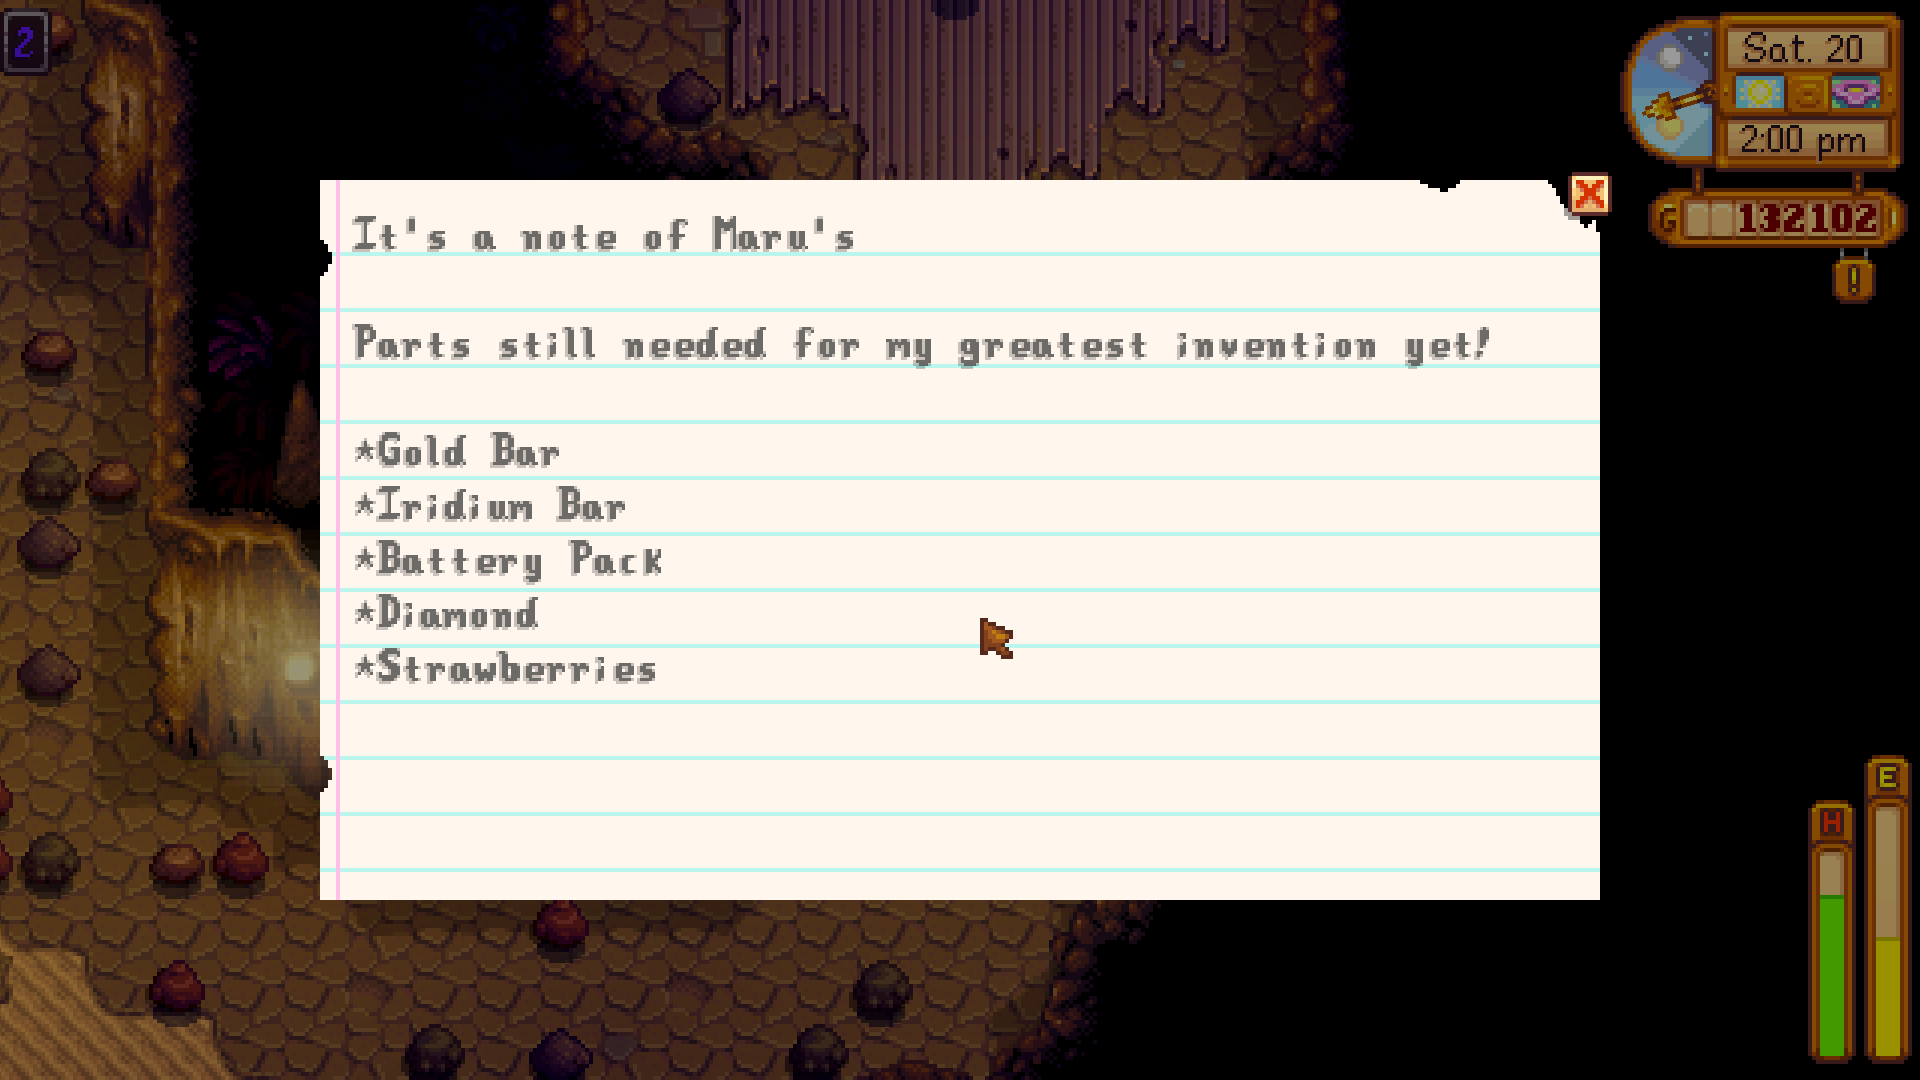 2
Sat. 20
2:00 pm
G 132102
!
It's a note of Maru's
Parts still needed for my greatest invention yet!
*Gold Bar
*Iridium Bar
*Battery Pack
*Diamond
*Strawberries
H
E